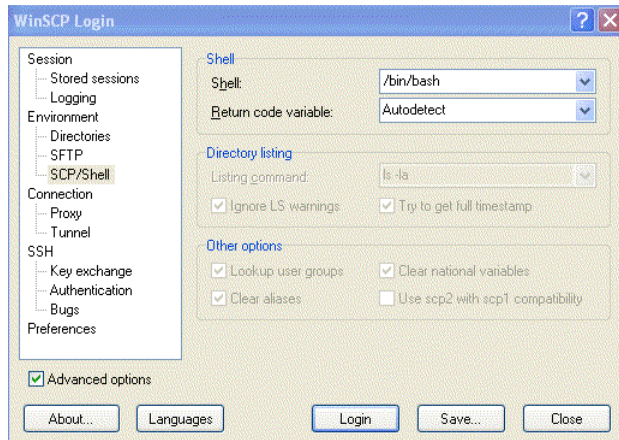 WinSCP Login
Session
Stored sessions
Logging
Environment
Directories
SFTP
SCP/Shell
Connection
Proxy
Tunnel
SSH
Key exchange
Authentication
Bugs
Preferences
Advanced options
Shell
Shell: /bin/bash
Return code variable: Autodetect
Directory listing
Listing command: ls -la
Ignore LS warnings Try to get full timestamp
Other options
Lookup user groups Clear national variables
Clear aliases Use scp2 with scp1 compatibility
About... Languages Login Save... Close